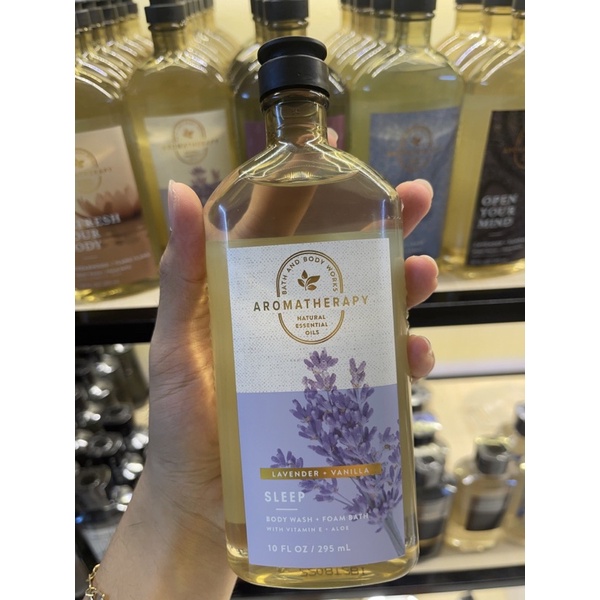 BATH AND BODY WORKS
AROMATHERAPY
NATURAL
ESSENTIAL
OILS
LAVENDER + VANILLA
SLEEP
BODY WASH + FOAM BATH
WITH VITAMIN E + ALOE
10 FL OZ / 295 mL
AROMATHERAPY
OPEN
YOUR
MIND